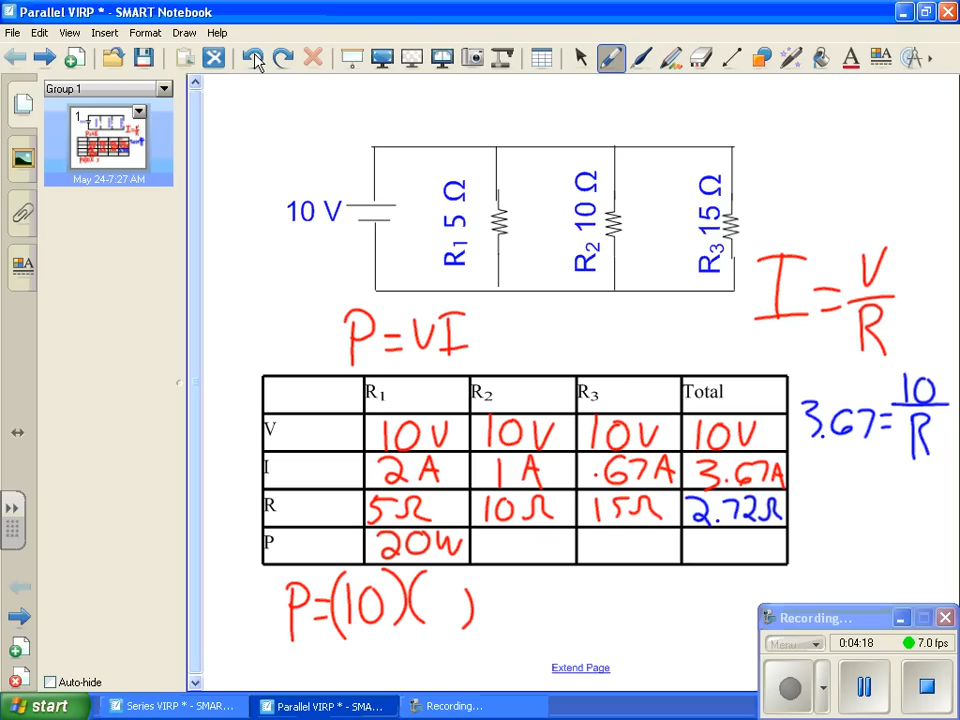 Parallel VIRP * - SMART Notebook
File Edit View Insert Format Draw Help
Group 1
1
May 24-7:27 AM
10 V
R1 5 Ω
R2 10 Ω
R3 15 Ω
I = V/R
P = VI
3.67 = 10/R
R1 R2 R3 Total
V 10V 10V 10V 10V
I 2A 1A .67A 3.67A
R 5Ω 10Ω 15Ω 2.72Ω
P 20W
P=(10)( )
Extend Page
Auto-hide
Recording...
Menu
0:04:18
7.0 fps
start
Series VIRP * - SMAR...
Parallel VIRP * - SMA...
Recording...